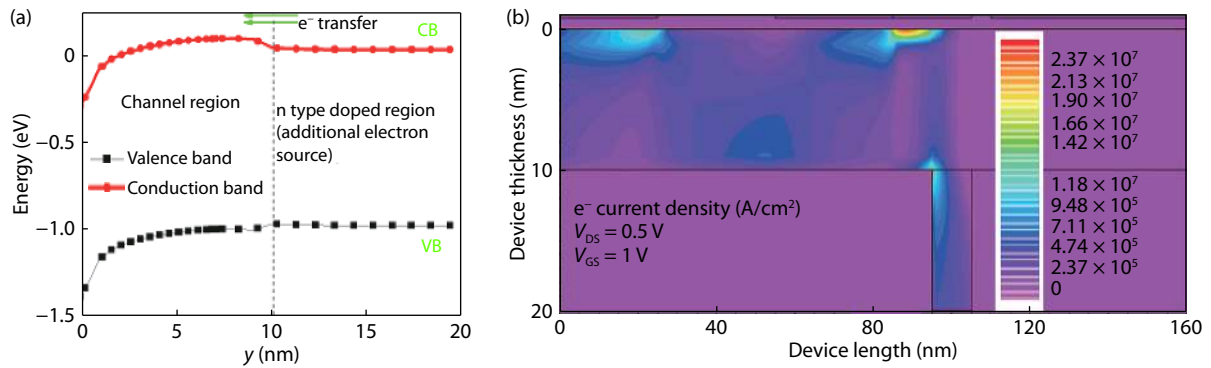 (a)
e⁻ transfer
CB
0
Channel region
n type doped region
(additional electron
source)
−0.5
Energy (eV)
Valence band
Conduction band
−1.0
VB
−1.5
0 5 10 15 20
y (nm)
(b)
0
Device thickness (nm)
10
e⁻ current density (A/cm²)
V_DS = 0.5 V
V_GS = 1 V
20
2.37 × 10⁷
2.13 × 10⁷
1.90 × 10⁷
1.66 × 10⁷
1.42 × 10⁷
1.18 × 10⁷
9.48 × 10⁵
7.11 × 10⁵
4.74 × 10⁵
2.37 × 10⁵
0
0 40 80 120 160
Device length (nm)